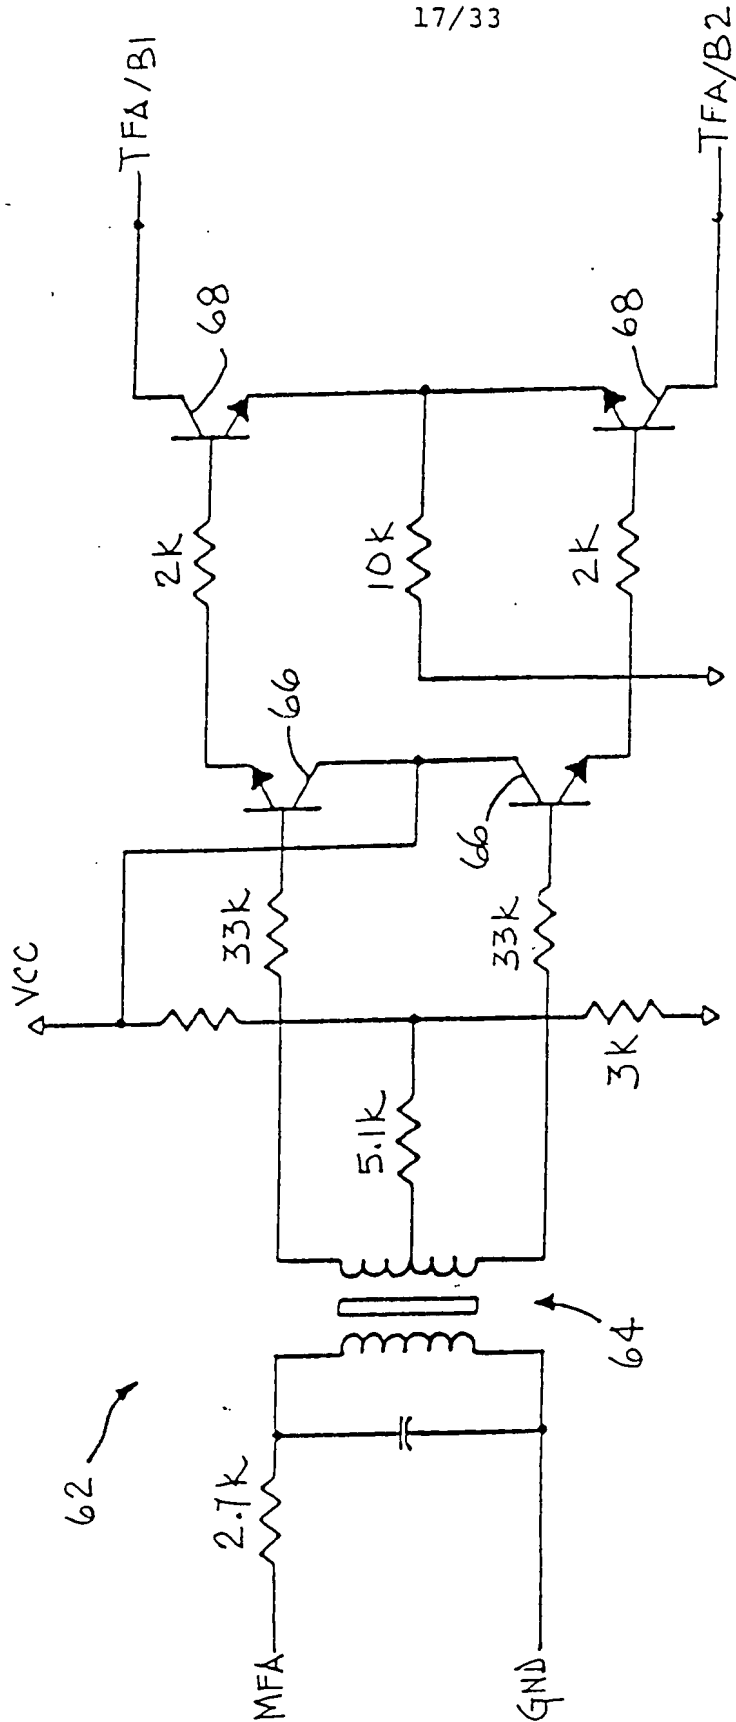 17/33
TFA/B1
TFA/B2
68
68
2K
10K
2K
66
66
33K
33K
VCC
5.1K
3K
64
62
2.7K
MFA
GND